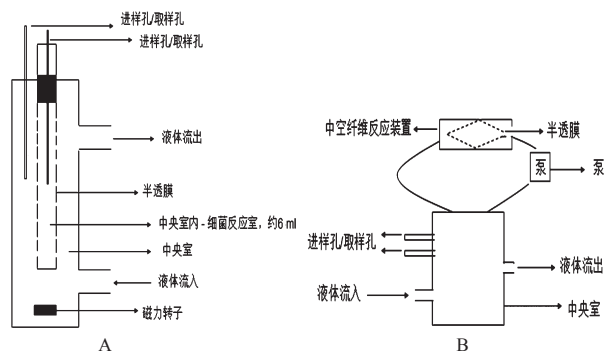 进样孔/取样孔
进样孔/取样孔
液体流出
半透膜
中央室内-细菌反应室，约6 ml
中央室
液体流入
磁力转子
A
中空纤维反应装置
半透膜
泵
泵
进样孔/取样孔
液体流出
液体流入
中央室
B